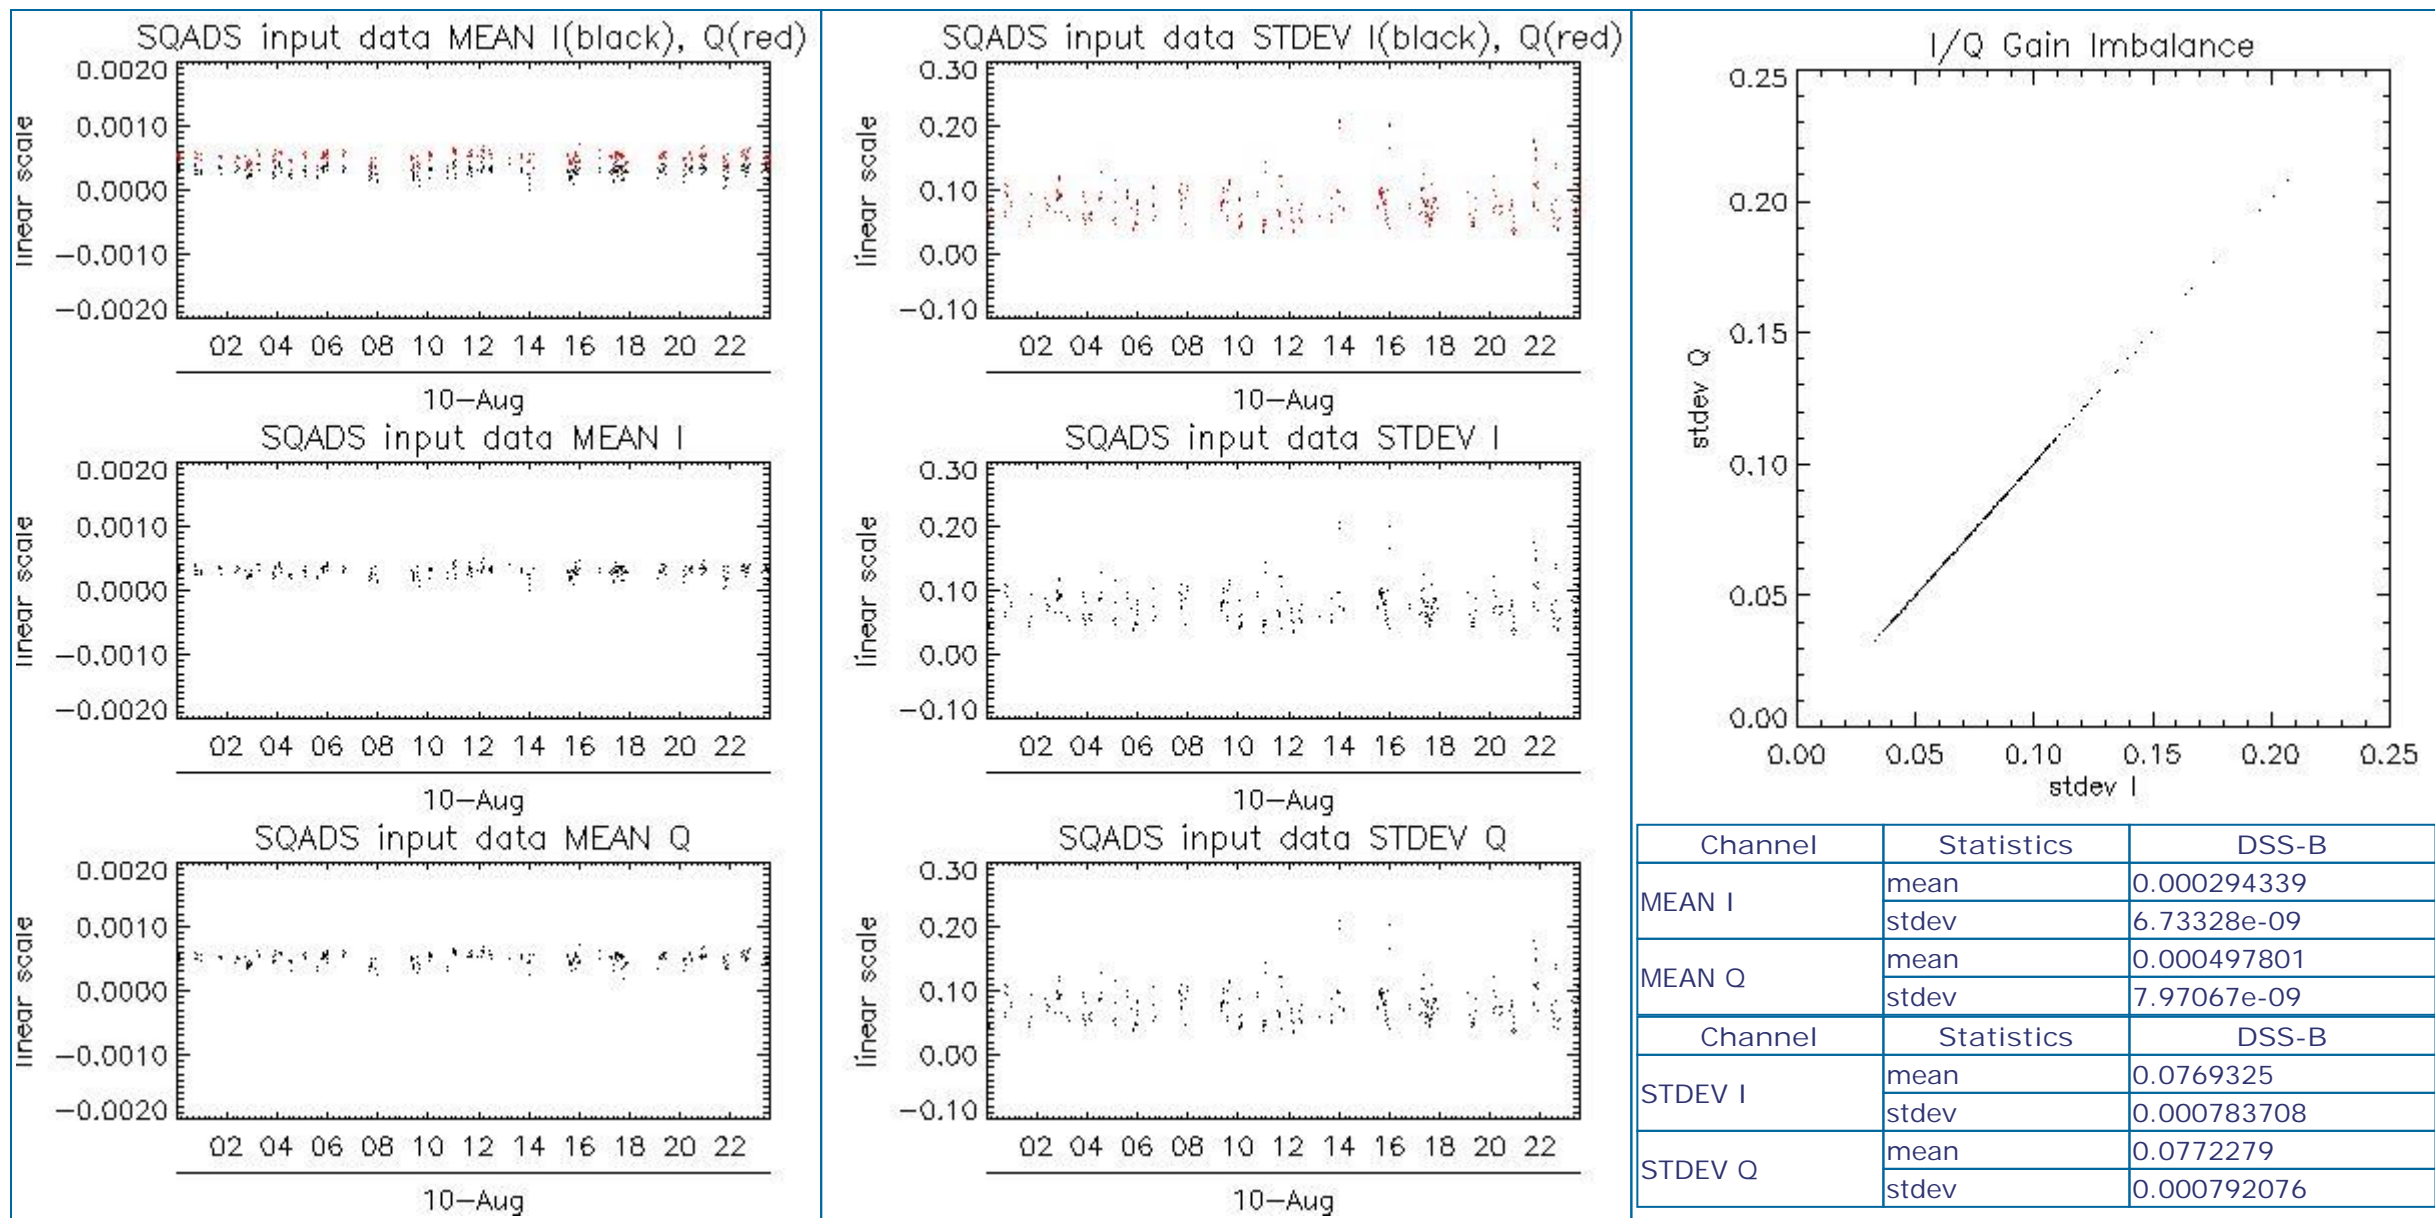 SQADS input data MEAN I(black), Q(red)
0.0020
0.0010
0.0000
−0.0010
−0.0020
linear scale
02 04 06 08 10 12 14 16 18 20 22
10−Aug
SQADS input data MEAN I
0.0020
0.0010
0.0000
−0.0010
−0.0020
linear scale
02 04 06 08 10 12 14 16 18 20 22
10−Aug
SQADS input data MEAN Q
0.0020
0.0010
0.0000
−0.0010
−0.0020
linear scale
02 04 06 08 10 12 14 16 18 20 22
10−Aug
SQADS input data STDEV I(black), Q(red)
0.30
0.20
0.10
0.00
−0.10
linear scale
02 04 06 08 10 12 14 16 18 20 22
10−Aug
SQADS input data STDEV I
0.30
0.20
0.10
0.00
−0.10
linear scale
02 04 06 08 10 12 14 16 18 20 22
10−Aug
SQADS input data STDEV Q
0.30
0.20
0.10
0.00
−0.10
linear scale
02 04 06 08 10 12 14 16 18 20 22
10−Aug
I/Q Gain Imbalance
0.25
0.20
0.15
0.10
0.05
0.00
stdev Q
0.00 0.05 0.10 0.15 0.20 0.25
stdev I
Channel Statistics DSS-B
MEAN I mean 0.000294339
stdev 6.73328e-09
MEAN Q mean 0.000497801
stdev 7.97067e-09
Channel Statistics DSS-B
STDEV I mean 0.0769325
stdev 0.000783708
STDEV Q mean 0.0772279
stdev 0.000792076